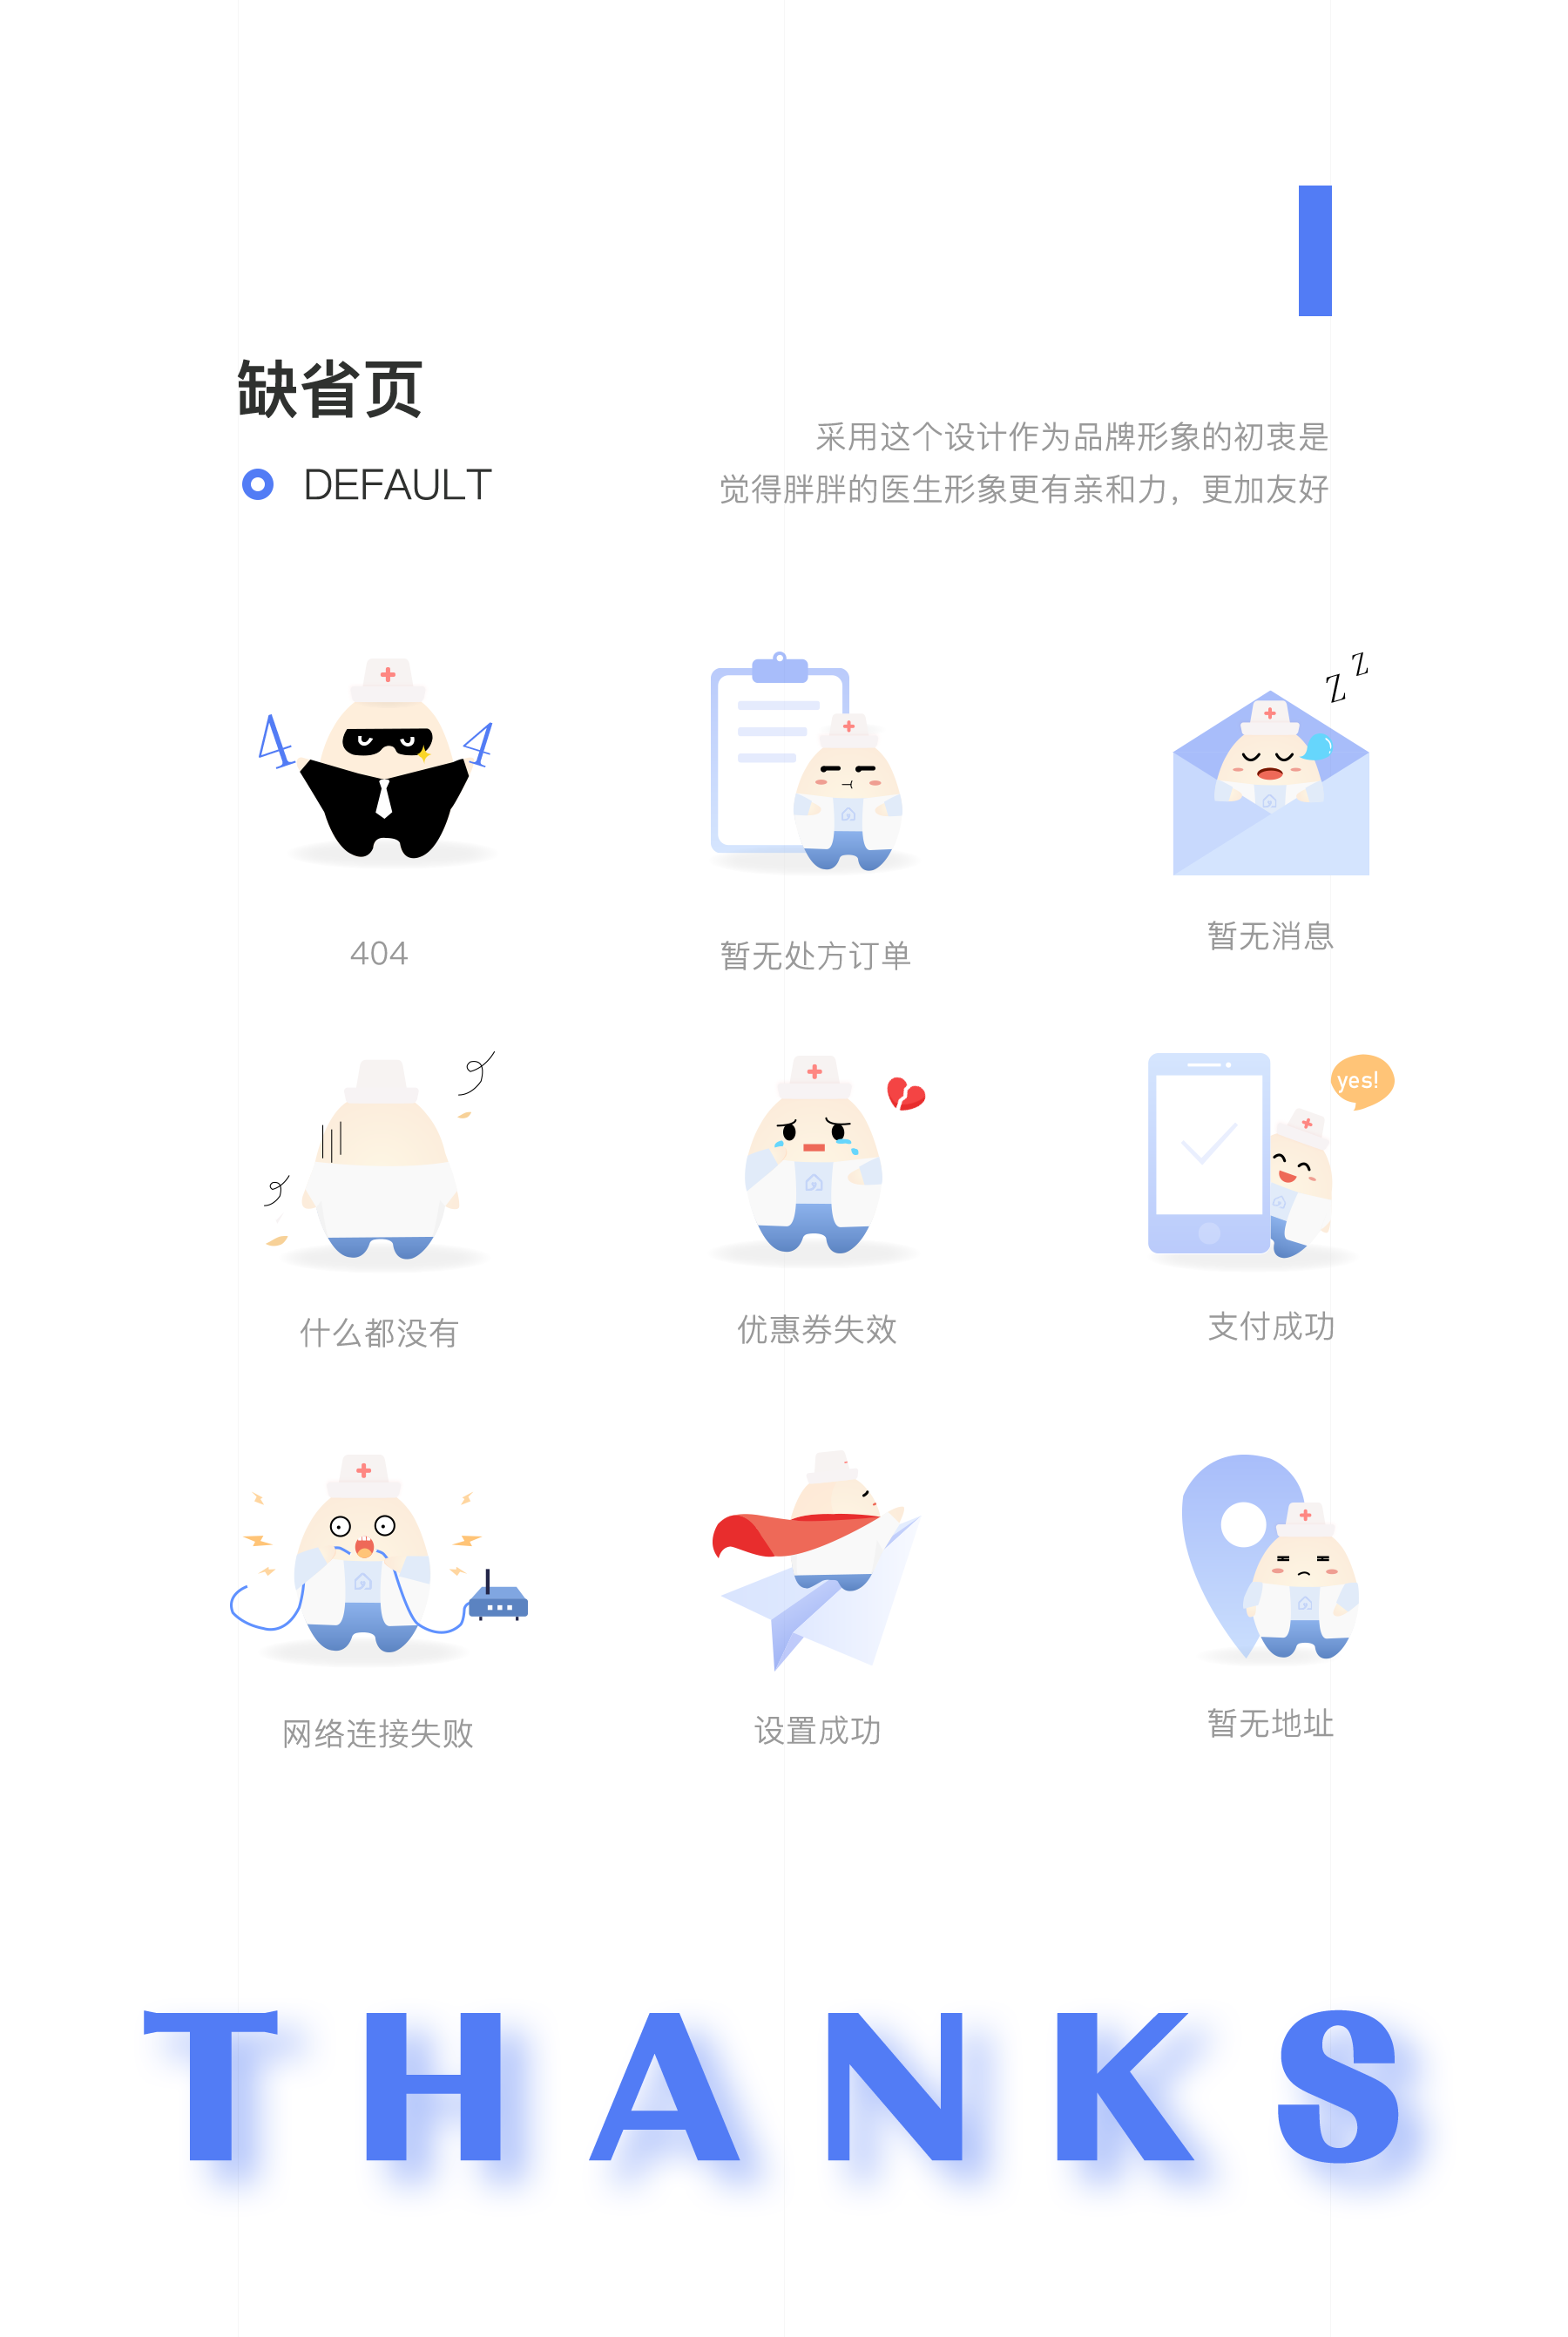 缺省页
DEFAULT
采用这个设计作为品牌形象的初衷是
觉得胖胖的医生形象更有亲和力，更加友好
4 4
Z Z
404
暂无处方订单
暂无消息
yes!
什么都没有
优惠券失效
支付成功
网络连接失败
设置成功
暂无地址
THANKS